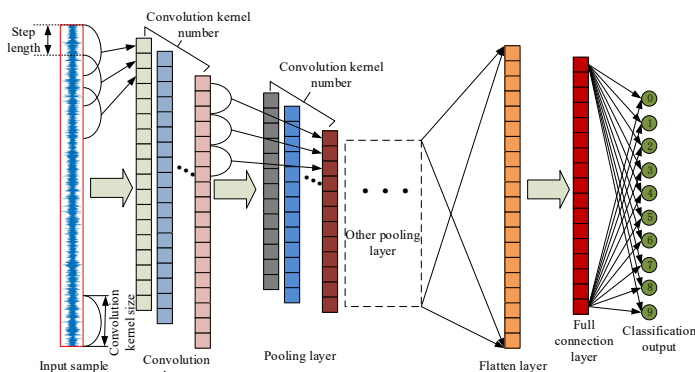 Step
length
Convolution kernel
number
Convolution kernel
number
Other pooling
layer
Convolution
kernel size
0
1
2
3
4
5
6
7
8
9
Input sample
Convolution
Pooling layer
Flatten layer
Full
connection
layer
Classification
output